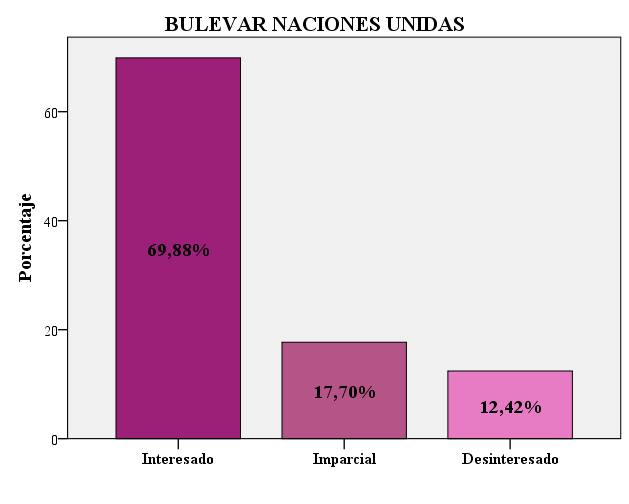 BULEVAR NACIONES UNIDAS
Porcentaje
60
40
20
0
69,88%
17,70%
12,42%
Interesado
Imparcial
Desinteresado